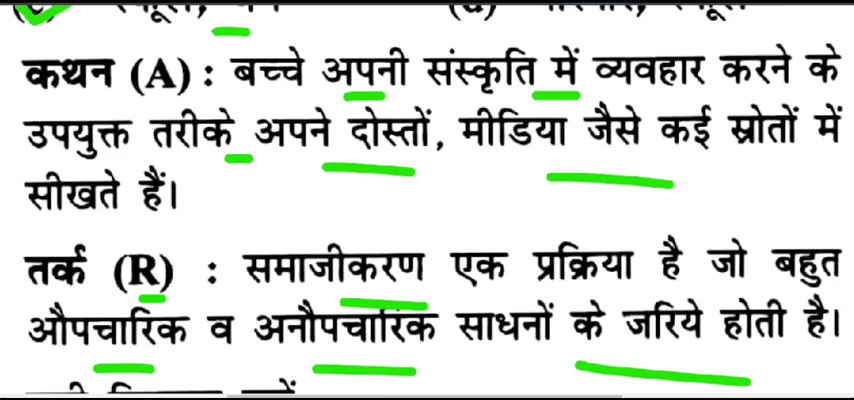 कथन (A) : बच्चे अपनी संस्कृति में व्यवहार करने के
उपयुक्त तरीके अपने दोस्तों, मीडिया जैसे कई स्रोतों में
सीखते हैं।
तर्क (R) : समाजीकरण एक प्रक्रिया है जो बहुत
औपचारिक व अनौपचारिक साधनों के जरिये होती है।